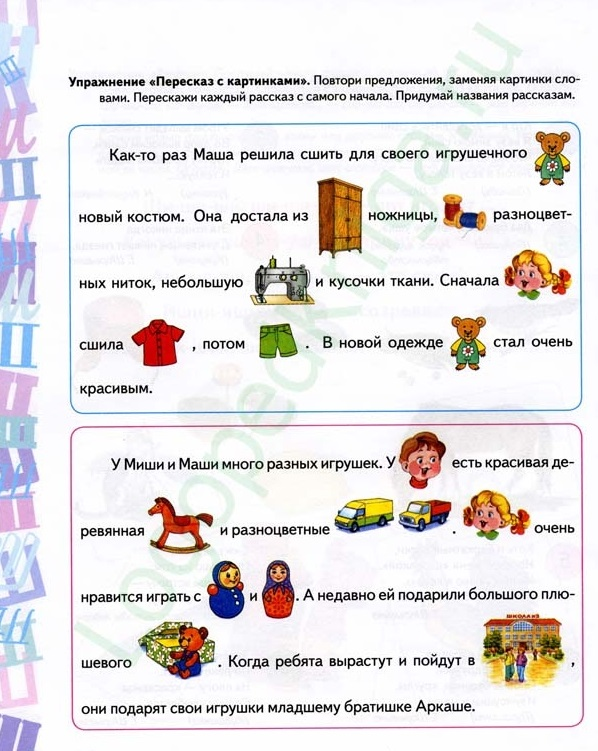 Упражнение «Пересказ с картинками». Повтори предложения, заменяя картинки сло-
вами. Перескажи каждый рассказ с самого начала. Придумай названия рассказам.
Как-то раз Маша решила сшить для своего игрушечного
новый костюм. Она достала из ножницы, разноцвет-
ных ниток, небольшую и кусочки ткани. Сначала
сшила , потом . В новой одежде стал очень
красивым.
У Миши и Маши много разных игрушек. У есть красивая де-
ревянная и разноцветные . очень
нравится играть с и . А недавно ей подарили большого плю-
шевого . Когда ребята вырастут и пойдут в ,
они подарят свои игрушки младшему братишке Аркаше.
ШКОЛА
logopedkniga.ru